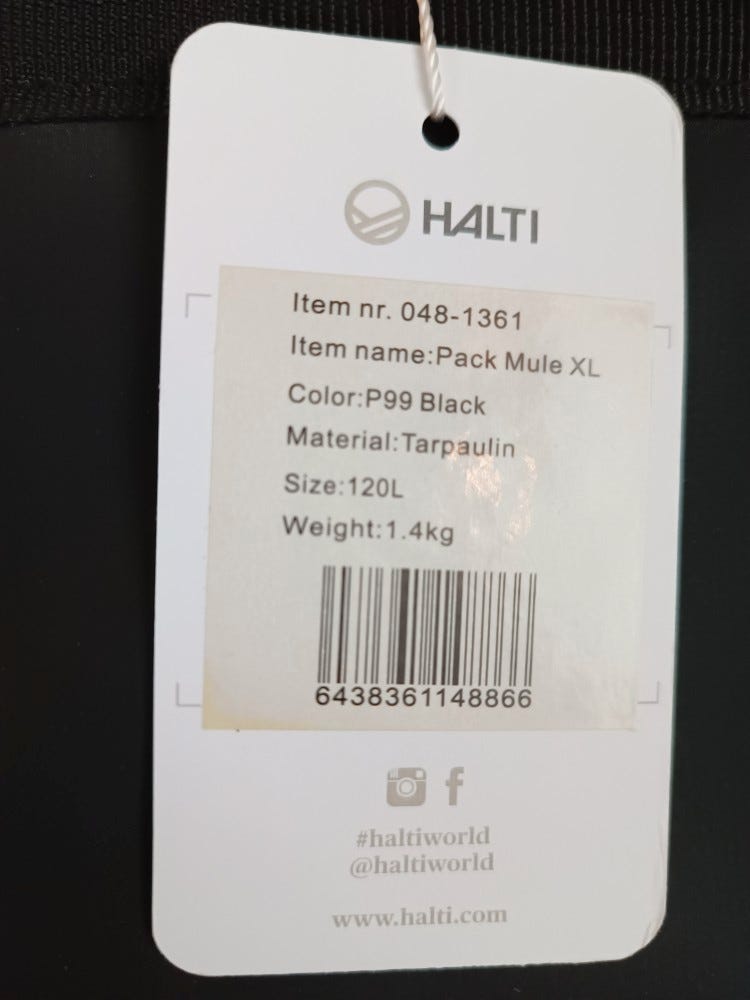 HALTI
Item nr. 048-1361
Item name:Pack Mule XL
Color:P99 Black
Material:Tarpaulin
Size:120L
Weight:1.4kg
6438361148866
#haltiworld
@haltiworld
www.halti.com